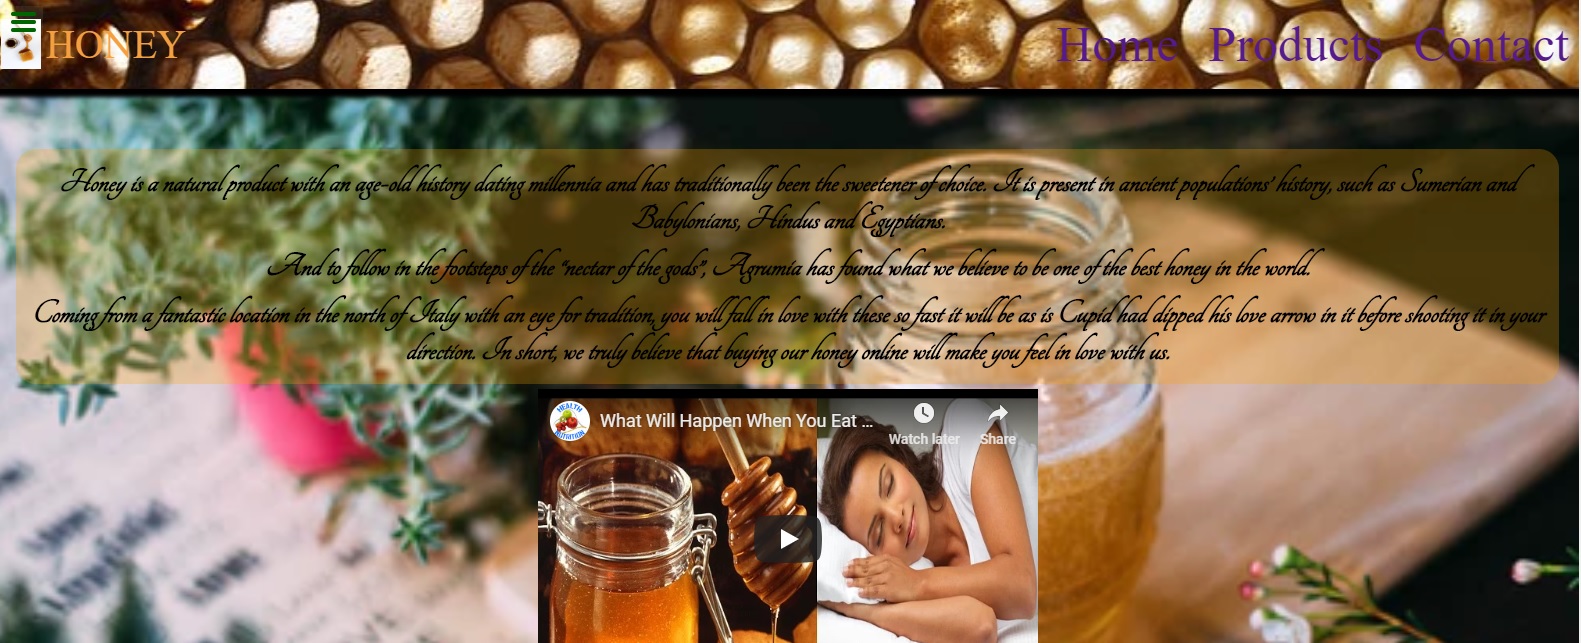 HONEY
Home Products Contact
Honey is a natural product with an age-old history dating millennia and has traditionally been the sweetener of choice. It is present in ancient populations' history, such as Sumerian and
Babylonians, Hindus and Egyptians.
And to follow in the footsteps of the “nectar of the gods”, Agrumia has found what we believe to be one of the best honey in the world.
Coming from a fantastic location in the north of Italy with an eye for tradition, you will fall in love with these so fast it will be as is Cupid had dipped his love arrow in it before shooting it in your
direction. In short, we truly believe that buying our honey online will make you feel in love with us.
HEALTH
NUTRITION
What Will Happen When You Eat ...
Watch later
Share